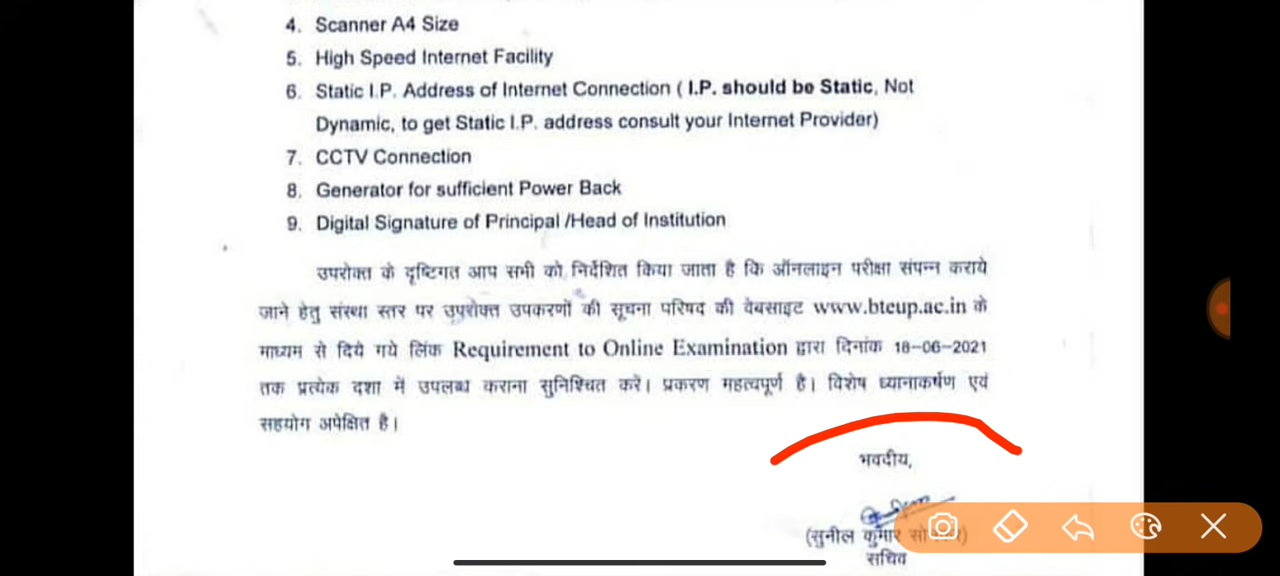 4. Scanner A4 Size
5. High Speed Internet Facility
6. Static I.P. Address of Internet Connection ( I.P. should be Static, Not
Dynamic, to get Static I.P. address consult your Internet Provider)
7. CCTV Connection
8. Generator for sufficient Power Back
9. Digital Signature of Principal /Head of Institution
उपरोक्त के दृष्टिगत आप सभी को निर्देशित किया जाता है कि ऑनलाइन परीक्षा संपन्न कराये
जाने हेतु संस्था स्तर पर उपरोक्त उपकरणों की सूचना परिषद की वेबसाइट www.bteup.ac.in के
माध्यम से दिये गये लिंक Requirement to Online Examination द्वारा दिनांक 18-06-2021
तक प्रत्येक दशा में उपलब्ध कराना सुनिश्चित करें। प्रकरण महत्वपूर्ण है। विशेष ध्यानाकर्षण एवं
सहयोग अपेक्षित है।
भवदीय,
(सुनील कुमार
सचिव